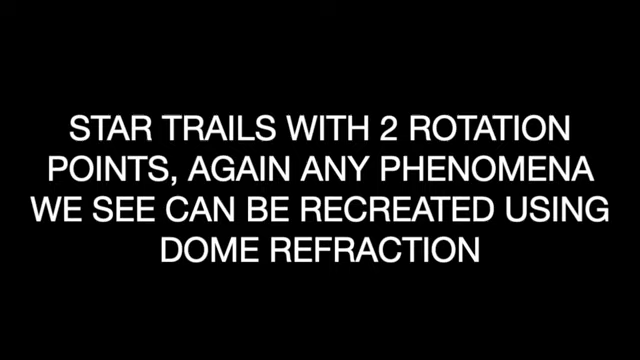 STAR TRAILS WITH 2 ROTATION
POINTS, AGAIN ANY PHENOMENA
WE SEE CAN BE RECREATED USING
DOME REFRACTION